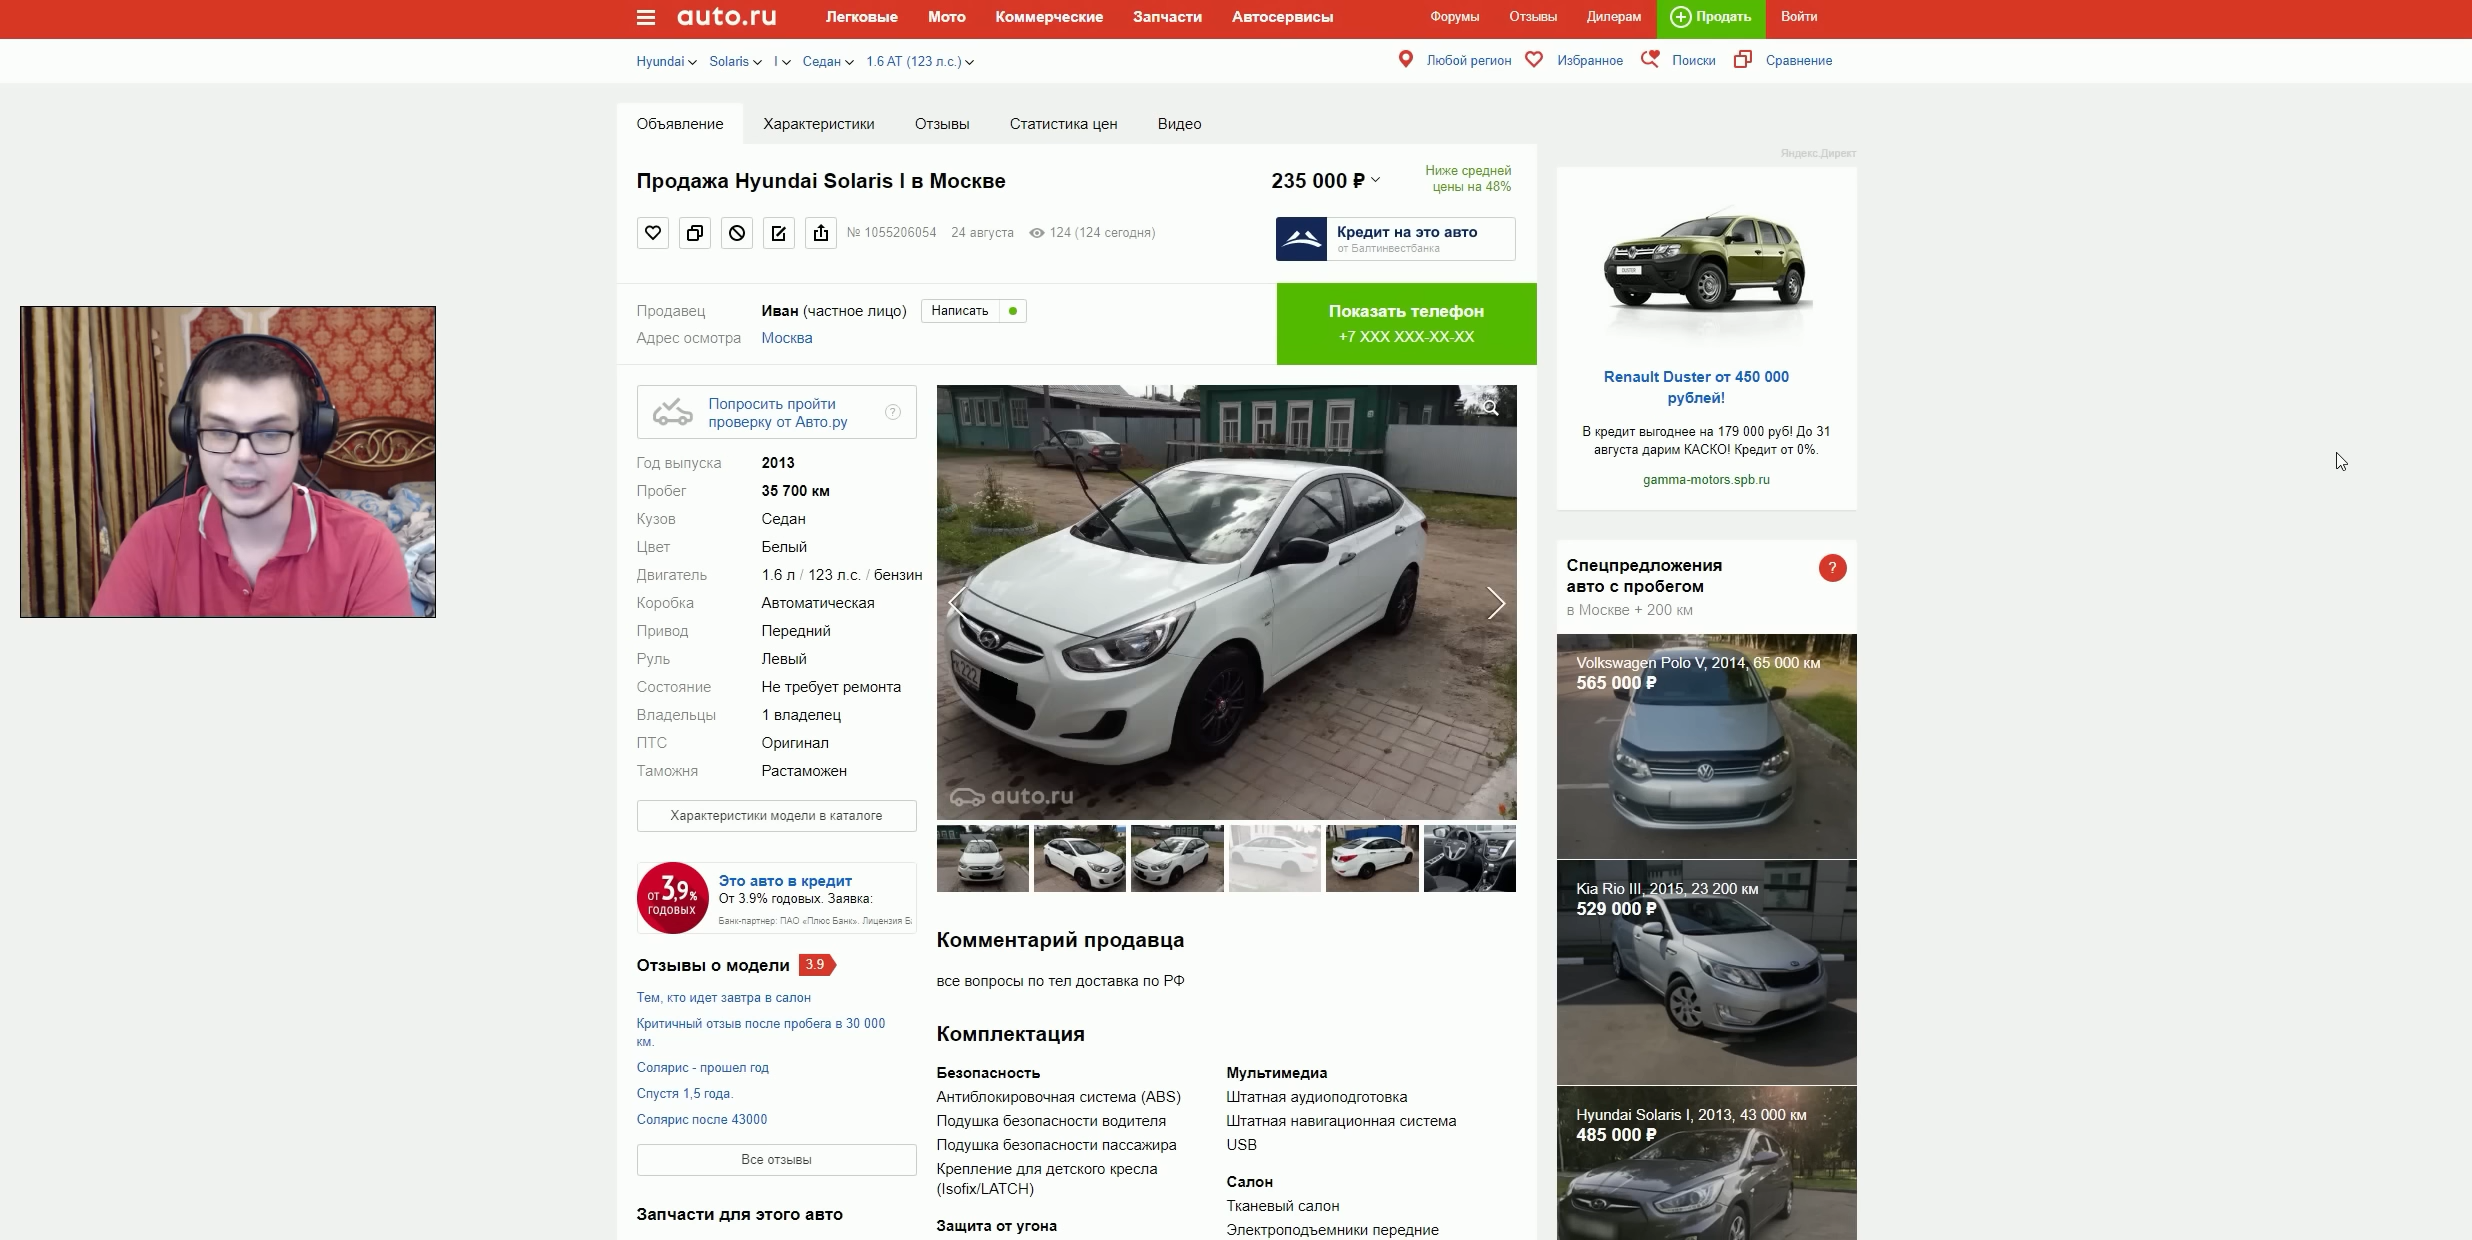 auto.ru
Легковые
Мото
Коммерческие
Запчасти
Автосервисы
Форумы
Отзывы
Дилерам
Продать
Войти
Hyundai
Solaris
I
Седан
1.6 AT (123 л.с.)
Любой регион
Избранное
Поиски
Сравнение
Объявление
Характеристики
Отзывы
Статистика цен
Видео
Продажа Hyundai Solaris I в Москве
235 000 ₽
Ниже средней
цены на 48%
№ 1055206054
24 августа
124 (124 сегодня)
Кредит на это авто
от Балтинвестбанка
Продавец
Иван (частное лицо)
Написать
Адрес осмотра
Москва
Показать телефон
+7 XXX XXX-XX-XX
Попросить пройти
проверку от Авто.ру
?
Год выпуска 2013
Пробег 35 700 км
Кузов Седан
Цвет Белый
Двигатель 1.6 л / 123 л.с. / бензин
Коробка Автоматическая
Привод Передний
Руль Левый
Состояние Не требует ремонта
Владельцы 1 владелец
ПТС Оригинал
Таможня Растаможен
Характеристики модели в каталоге
от 3,9%
годовых
Это авто в кредит
От 3.9% годовых. Заявка:
Банк-партнер: ПАО «Плюс Банк». Лицензия
Отзывы о модели 3.9
Тем, кто идет завтра в салон
Критичный отзыв после пробега в 30 000
км.
Солярис - прошел год
Спустя 1,5 года.
Солярис после 43000
Все отзывы
Запчасти для этого авто
222
auto.ru
Комментарий продавца
все вопросы по тел доставка по РФ
Комплектация
Безопасность
Антиблокировочная система (ABS)
Подушка безопасности водителя
Подушка безопасности пассажира
Крепление для детского кресла
(Isofix/LATCH)
Защита от угона
Мультимедиа
Штатная аудиоподготовка
Штатная навигационная система
USB
Салон
Тканевый салон
Электроподъемники передние
Яндекс.Директ
DUSTER
Renault Duster от 450 000
рублей!
В кредит выгоднее на 179 000 руб! До 31
августа дарим КАСКО! Кредит от 0%.
gamma-motors.spb.ru
Спецпредложения
авто с пробегом
?
в Москве + 200 км
Volkswagen Polo V, 2014, 65 000 км
565 000 ₽
Kia Rio III, 2015, 23 200 км
529 000 ₽
Hyundai Solaris I, 2013, 43 000 км
485 000 ₽